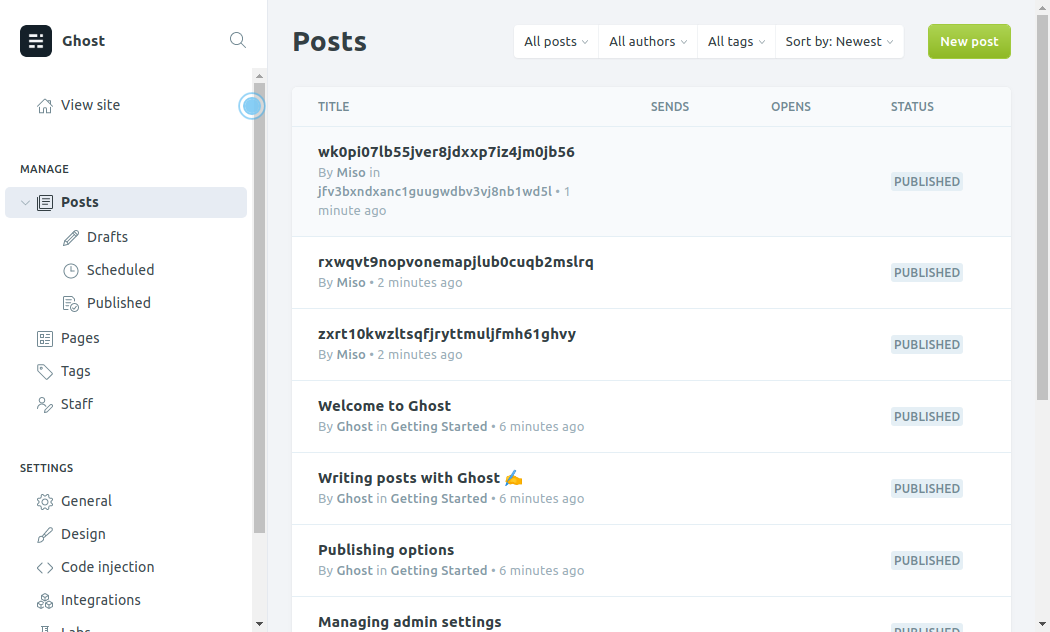 Ghost
View site
MANAGE
Posts
Drafts
Scheduled
Published
Pages
Tags
Staff
SETTINGS
General
Design
Code injection
Integrations
Labs
Posts
All posts
All authors
All tags
Sort by: Newest
New post
TITLE SENDS OPENS STATUS
wk0pi07lb55jver8jdxxp7iz4jm0jb56
By Miso in
jfv3bxndxanc1guugwdbv3vj8nb1wd5l • 1
minute ago
PUBLISHED
rxwqvt9nopvonemapjlub0cuqb2mslrq
By Miso • 2 minutes ago
PUBLISHED
zxrt10kwzltsqfjryttmuljfmh61ghvy
By Miso • 2 minutes ago
PUBLISHED
Welcome to Ghost
By Ghost in Getting Started • 6 minutes ago
PUBLISHED
Writing posts with Ghost ✍️
By Ghost in Getting Started • 6 minutes ago
PUBLISHED
Publishing options
By Ghost in Getting Started • 6 minutes ago
PUBLISHED
Managing admin settings
PUBLISHED